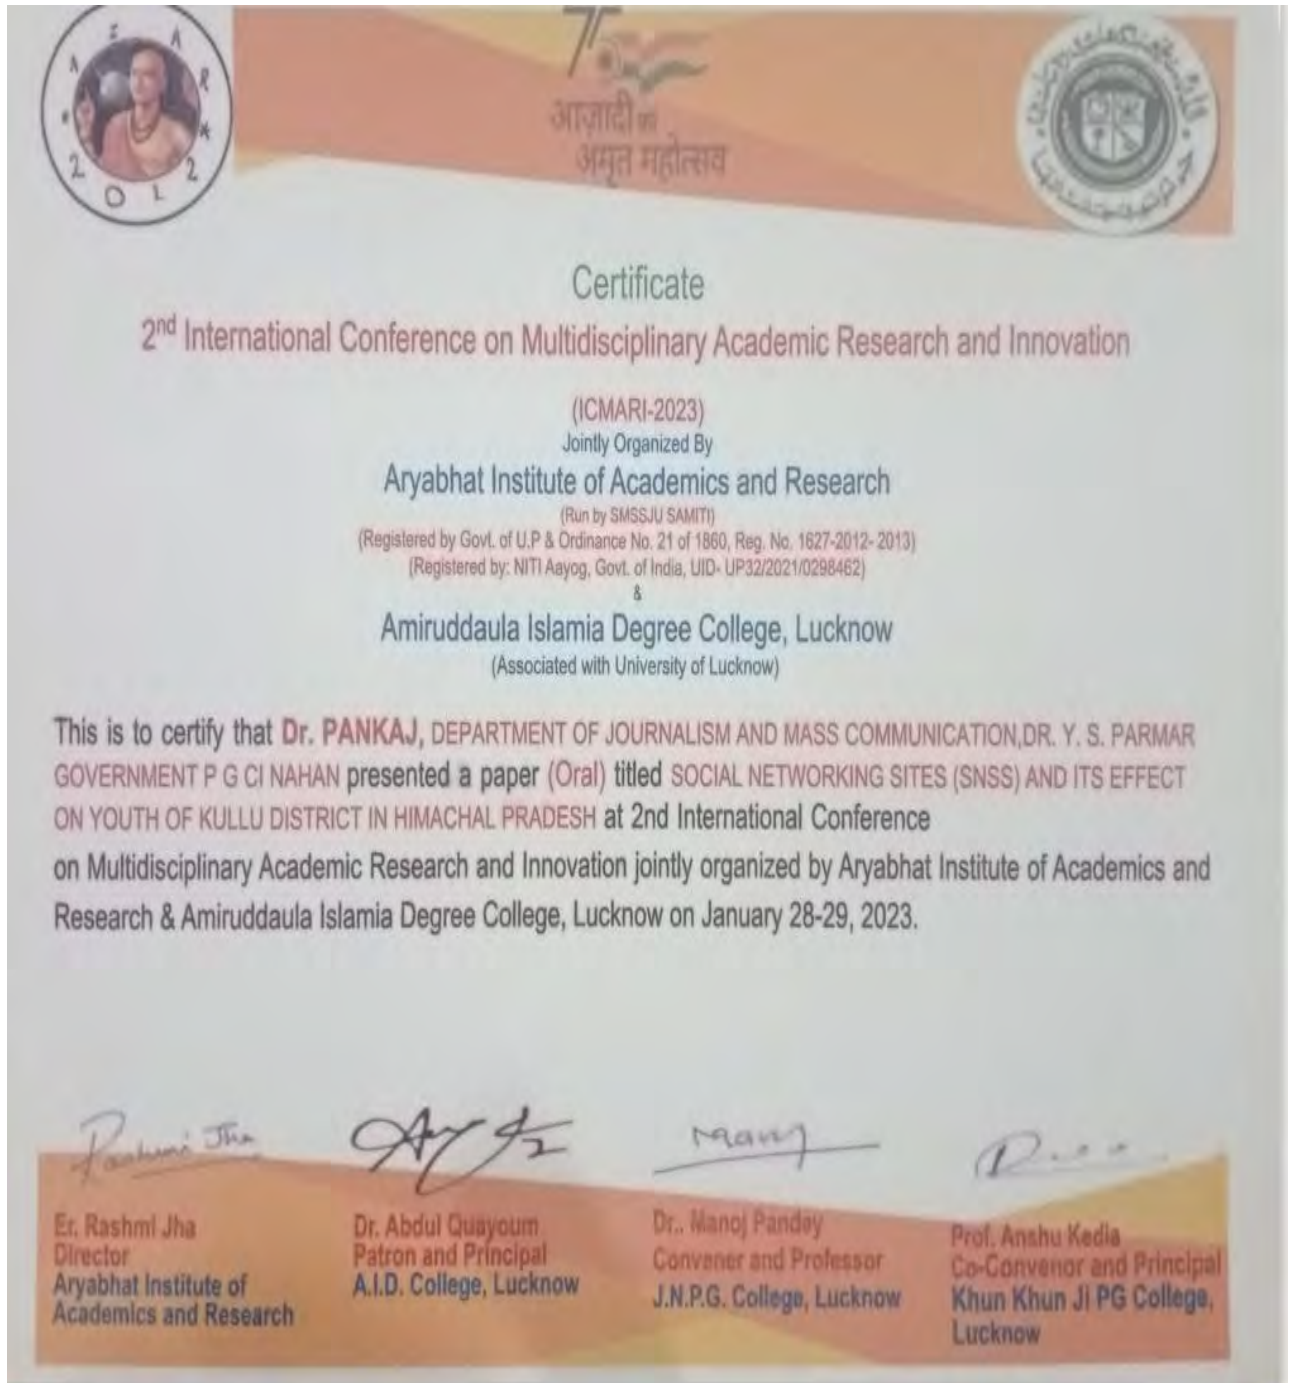 A I A R
2012
75
आज़ादी का
अमृत महोत्सव
Certificate
2nd International Conference on Multidisciplinary Academic Research and Innovation
(ICMARI-2023)
Jointly Organized By
Aryabhat Institute of Academics and Research
(Run by SMSSJU SAMITI)
(Registered by Govt. of U.P & Ordinance No. 21 of 1860, Reg. No. 1627-2012- 2013)
(Registered by: NITI Aayog, Govt. of India, UID- UP32/2021/0298462)
&
Amiruddaula Islamia Degree College, Lucknow
(Associated with University of Lucknow)
This is to certify that Dr. PANKAJ, DEPARTMENT OF JOURNALISM AND MASS COMMUNICATION,DR. Y. S. PARMAR
GOVERNMENT P G CI NAHAN presented a paper (Oral) titled SOCIAL NETWORKING SITES (SNSS) AND ITS EFFECT
ON YOUTH OF KULLU DISTRICT IN HIMACHAL PRADESH at 2nd International Conference
on Multidisciplinary Academic Research and Innovation jointly organized by Aryabhat Institute of Academics and
Research & Amiruddaula Islamia Degree College, Lucknow on January 28-29, 2023.
Rashmi Jha
Manoj
Er. Rashmi Jha
Director
Aryabhat Institute of
Academics and Research
Dr. Abdul Quayoum
Patron and Principal
A.I.D. College, Lucknow
Dr.. Manoj Panday
Convener and Professor
J.N.P.G. College, Lucknow
Prof. Anshu Kedia
Co-Convenor and Principal
Khun Khun Ji PG College,
Lucknow